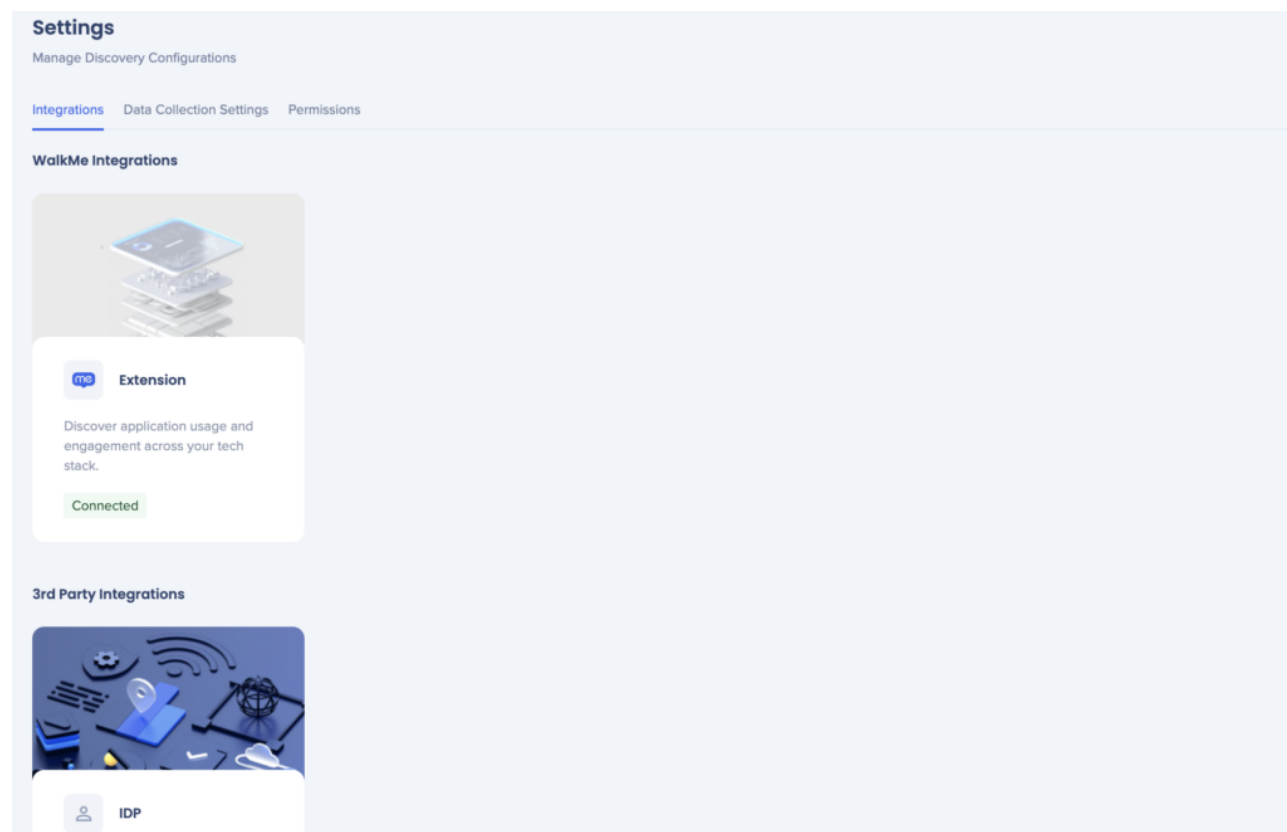 Settings
Manage Discovery Configurations
Integrations Data Collection Settings Permissions
WalkMe Integrations
me Extension
Discover application usage and
engagement across your tech
stack.
Connected
3rd Party Integrations
IDP